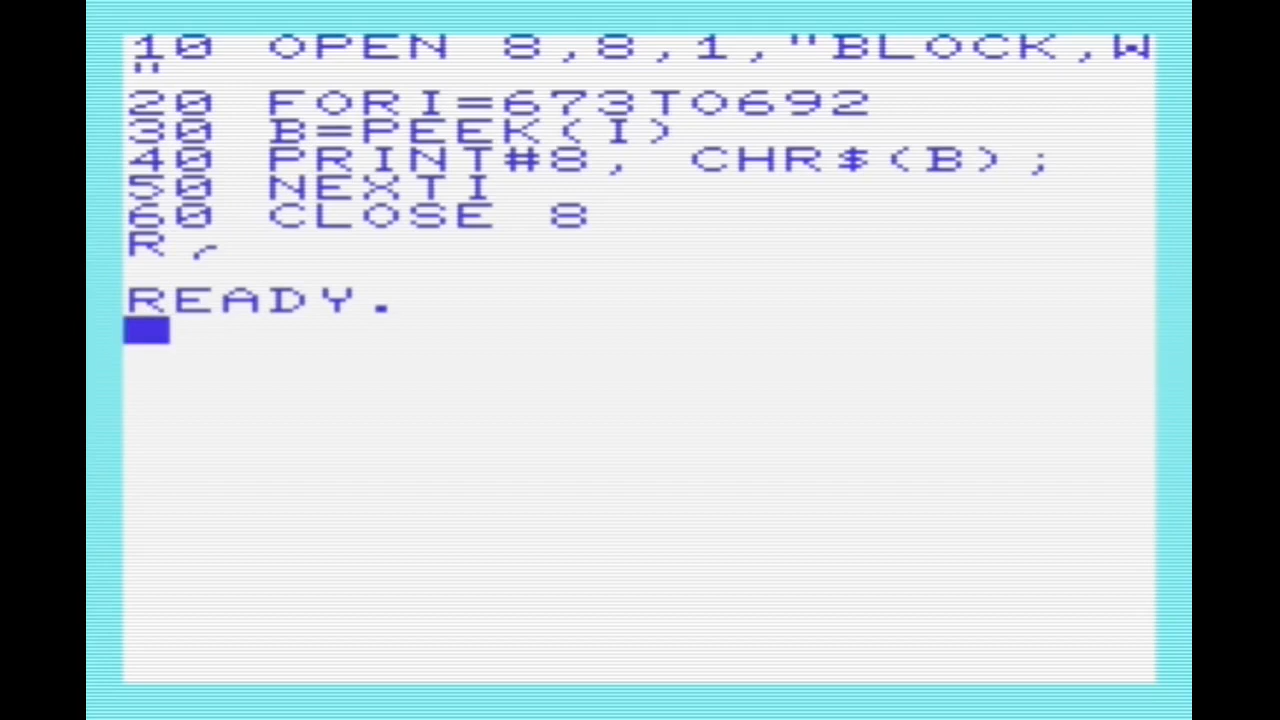 10 OPEN 8,8,1,"BLOCK,W
"
20 FORI=673TO692
30 B=PEEK(I)
40 PRINT#8, CHR$(B);
50 NEXTI
60 CLOSE 8
READY.